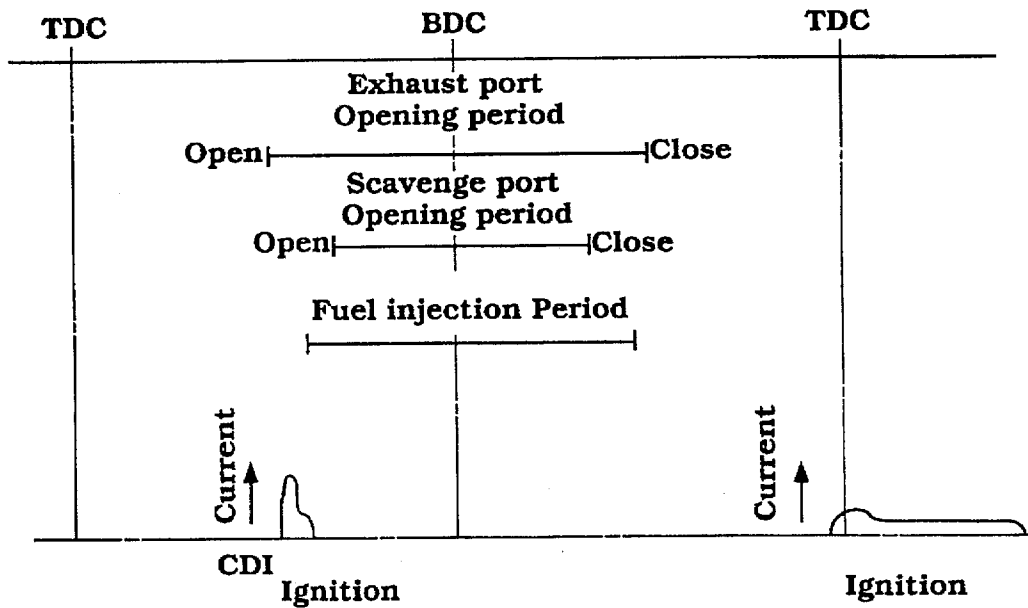 TDC
BDC
TDC
Exhaust port
Opening period
Open
Close
Scavenge port
Opening period
Open
Close
Fuel injection Period
Current
Current
CDI
Ignition
Ignition